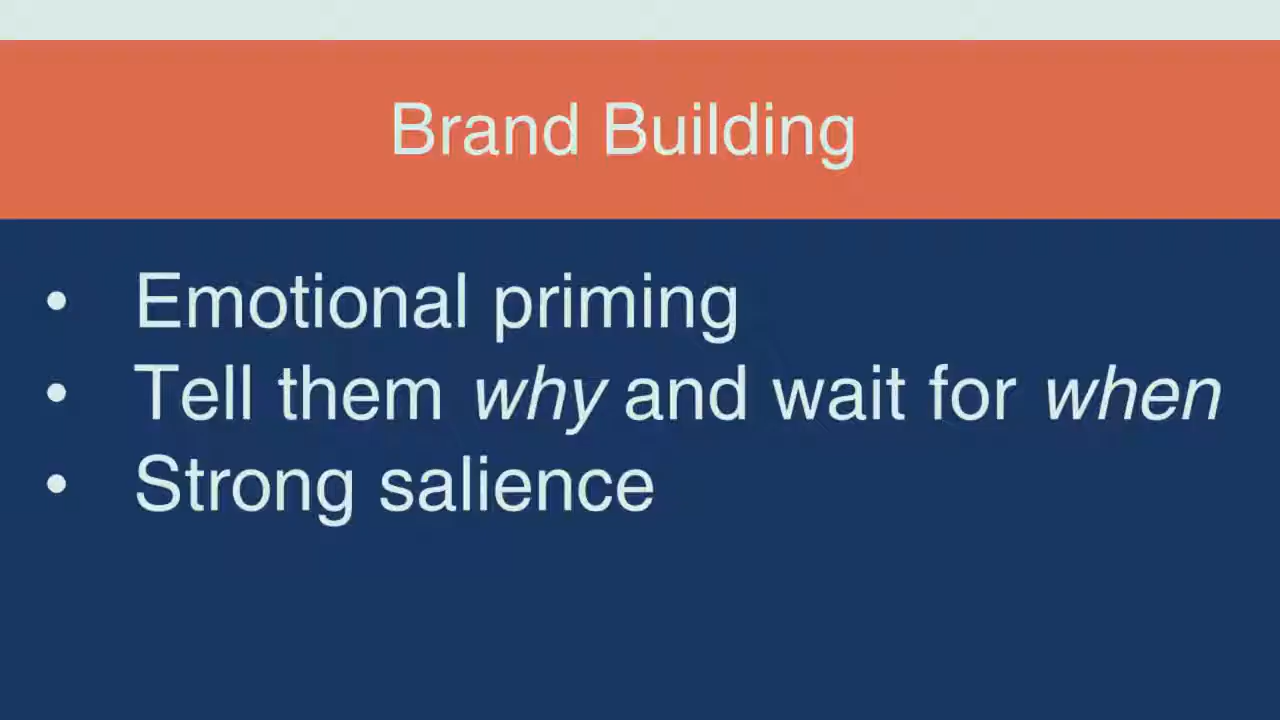 Brand Building
• Emotional priming
• Tell them why and wait for when
• Strong salience